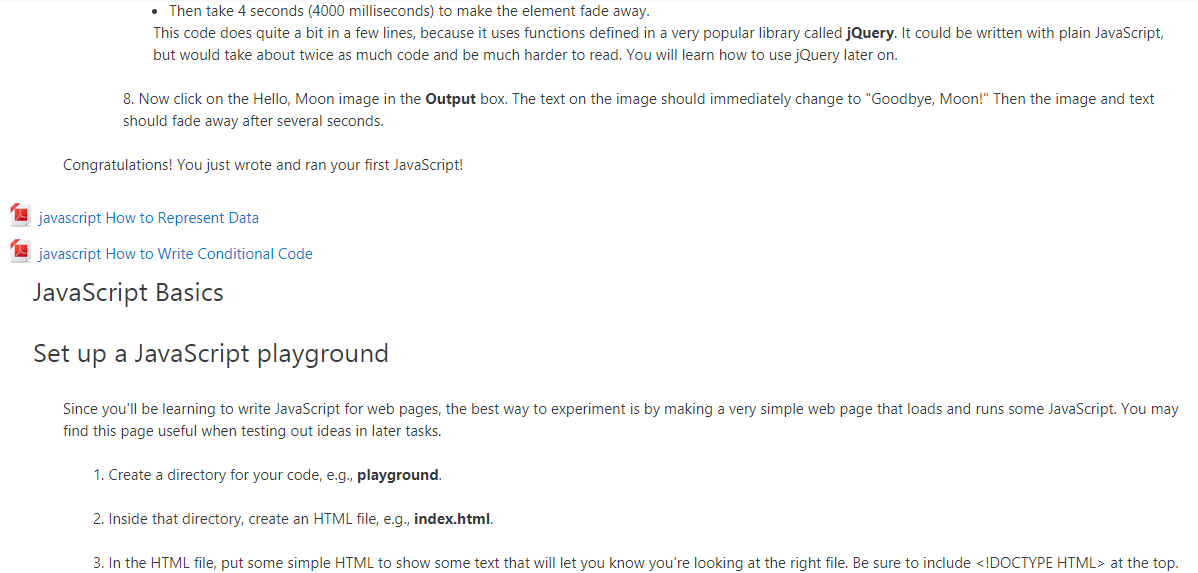 • Then take 4 seconds (4000 milliseconds) to make the element fade away.
This code does quite a bit in a few lines, because it uses functions defined in a very popular library called jQuery. It could be written with plain JavaScript,
but would take about twice as much code and be much harder to read. You will learn how to use jQuery later on.
8. Now click on the Hello, Moon image in the Output box. The text on the image should immediately change to "Goodbye, Moon!" Then the image and text
should fade away after several seconds.
Congratulations! You just wrote and ran your first JavaScript!
javascript How to Represent Data
javascript How to Write Conditional Code
JavaScript Basics
Set up a JavaScript playground
Since you'll be learning to write JavaScript for web pages, the best way to experiment is by making a very simple web page that loads and runs some JavaScript. You may
find this page useful when testing out ideas in later tasks.
1. Create a directory for your code, e.g., playground.
2. Inside that directory, create an HTML file, e.g., index.html.
3. In the HTML file, put some simple HTML to show some text that will let you know you're looking at the right file. Be sure to include <!DOCTYPE HTML> at the top.